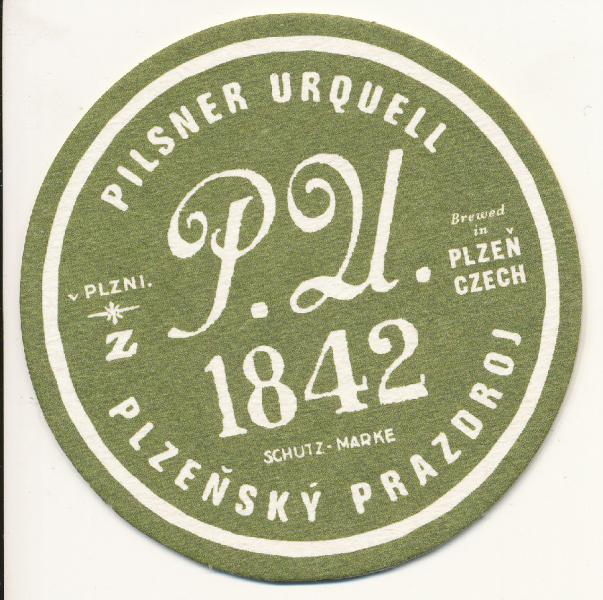 PILSNER URQUELL
P.U.
Brewed
in
PLZEŇ
CZECH
v PLZNI.
N
1842
SCHUTZ-MARKE
PLZEŇSKÝ PRAZDROJ